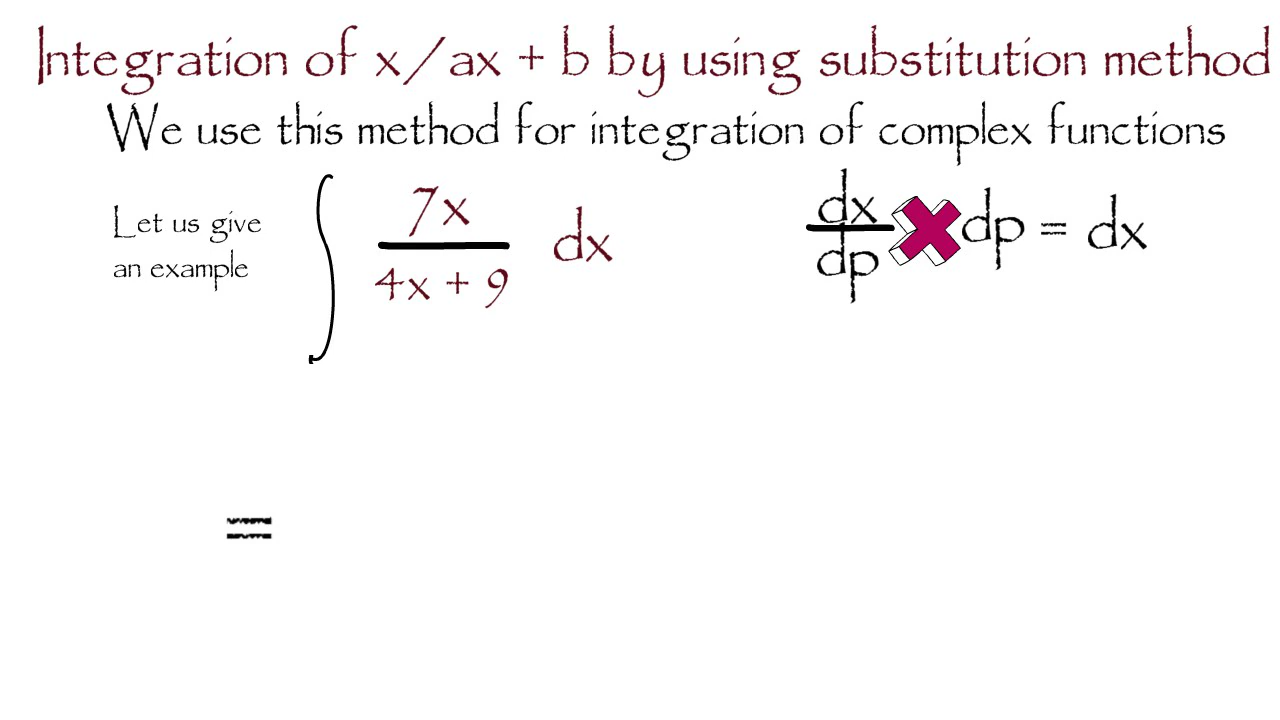 Integration of x/ax + b by using substitution method
We use this method for integration of complex functions
Let us give
an example
∫ 7x
4x + 9
dx
dx
dp
× dp = dx
=